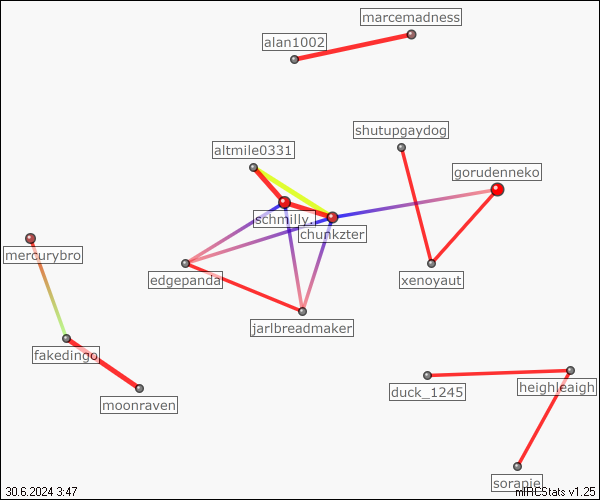 marcemadness
alan1002
shutupgaydog
altmile0331
gorudenneko
schmilly.
chunkzter
mercurybro
edgepanda
xenoyaut
jarlbreadmaker
fakedingo
duck_1245
heighleaigh
moonraven
sorapie
30.6.2024 3:47
mIRCStats v1.25